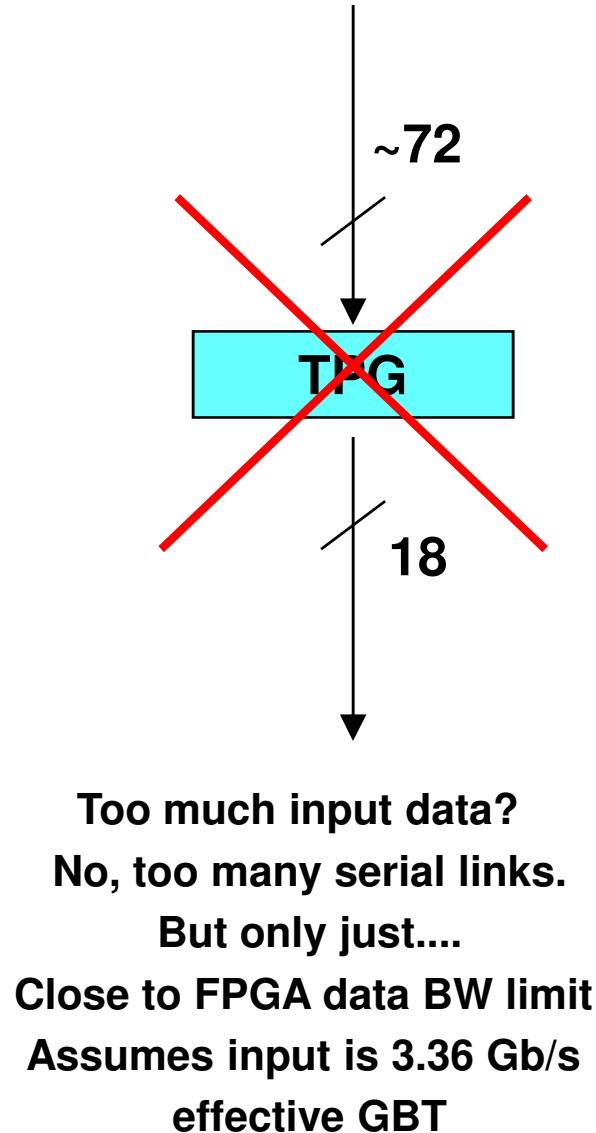 ~72
TPG
18
Too much input data?
No, too many serial links.
But only just....
Close to FPGA data BW limit
Assumes input is 3.36 Gb/s
effective GBT